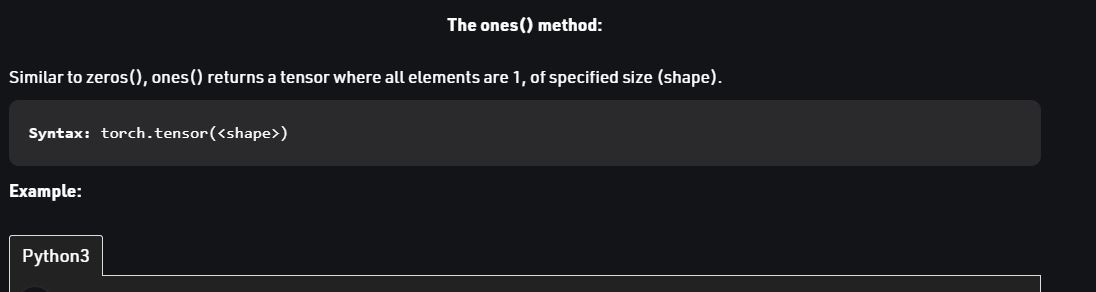 The ones() method:
Similar to zeros(), ones() returns a tensor where all elements are 1, of specified size (shape).
Syntax: torch.tensor(<shape>)
Example:
Python3